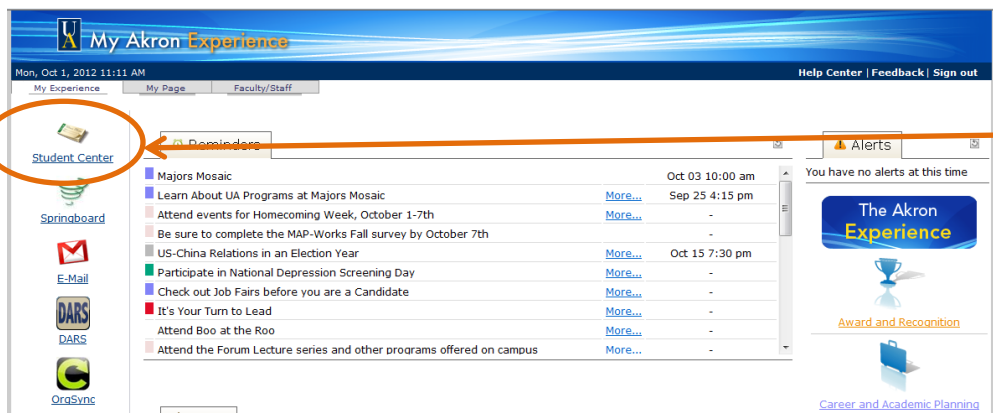 UA My Akron Experience
Mon, Oct 1, 2012 11:11 AM
Help Center | Feedback | Sign out
My Experience
My Page
Faculty/Staff
Student Center
Springboard
E-Mail
DARS
DARS
OrgSync
Reminders
Majors Mosaic Oct 03 10:00 am
Learn About UA Programs at Majors Mosaic More... Sep 25 4:15 pm
Attend events for Homecoming Week, October 1-7th More... -
Be sure to complete the MAP-Works Fall survey by October 7th -
US-China Relations in an Election Year More... Oct 15 7:30 pm
Participate in National Depression Screening Day More... -
Check out Job Fairs before you are a Candidate More... -
It's Your Turn to Lead More... -
Attend Boo at the Roo More... -
Attend the Forum Lecture series and other programs offered on campus More... -
Alerts
You have no alerts at this time
The Akron
Experience
Award and Recognition
Career and Academic Planning